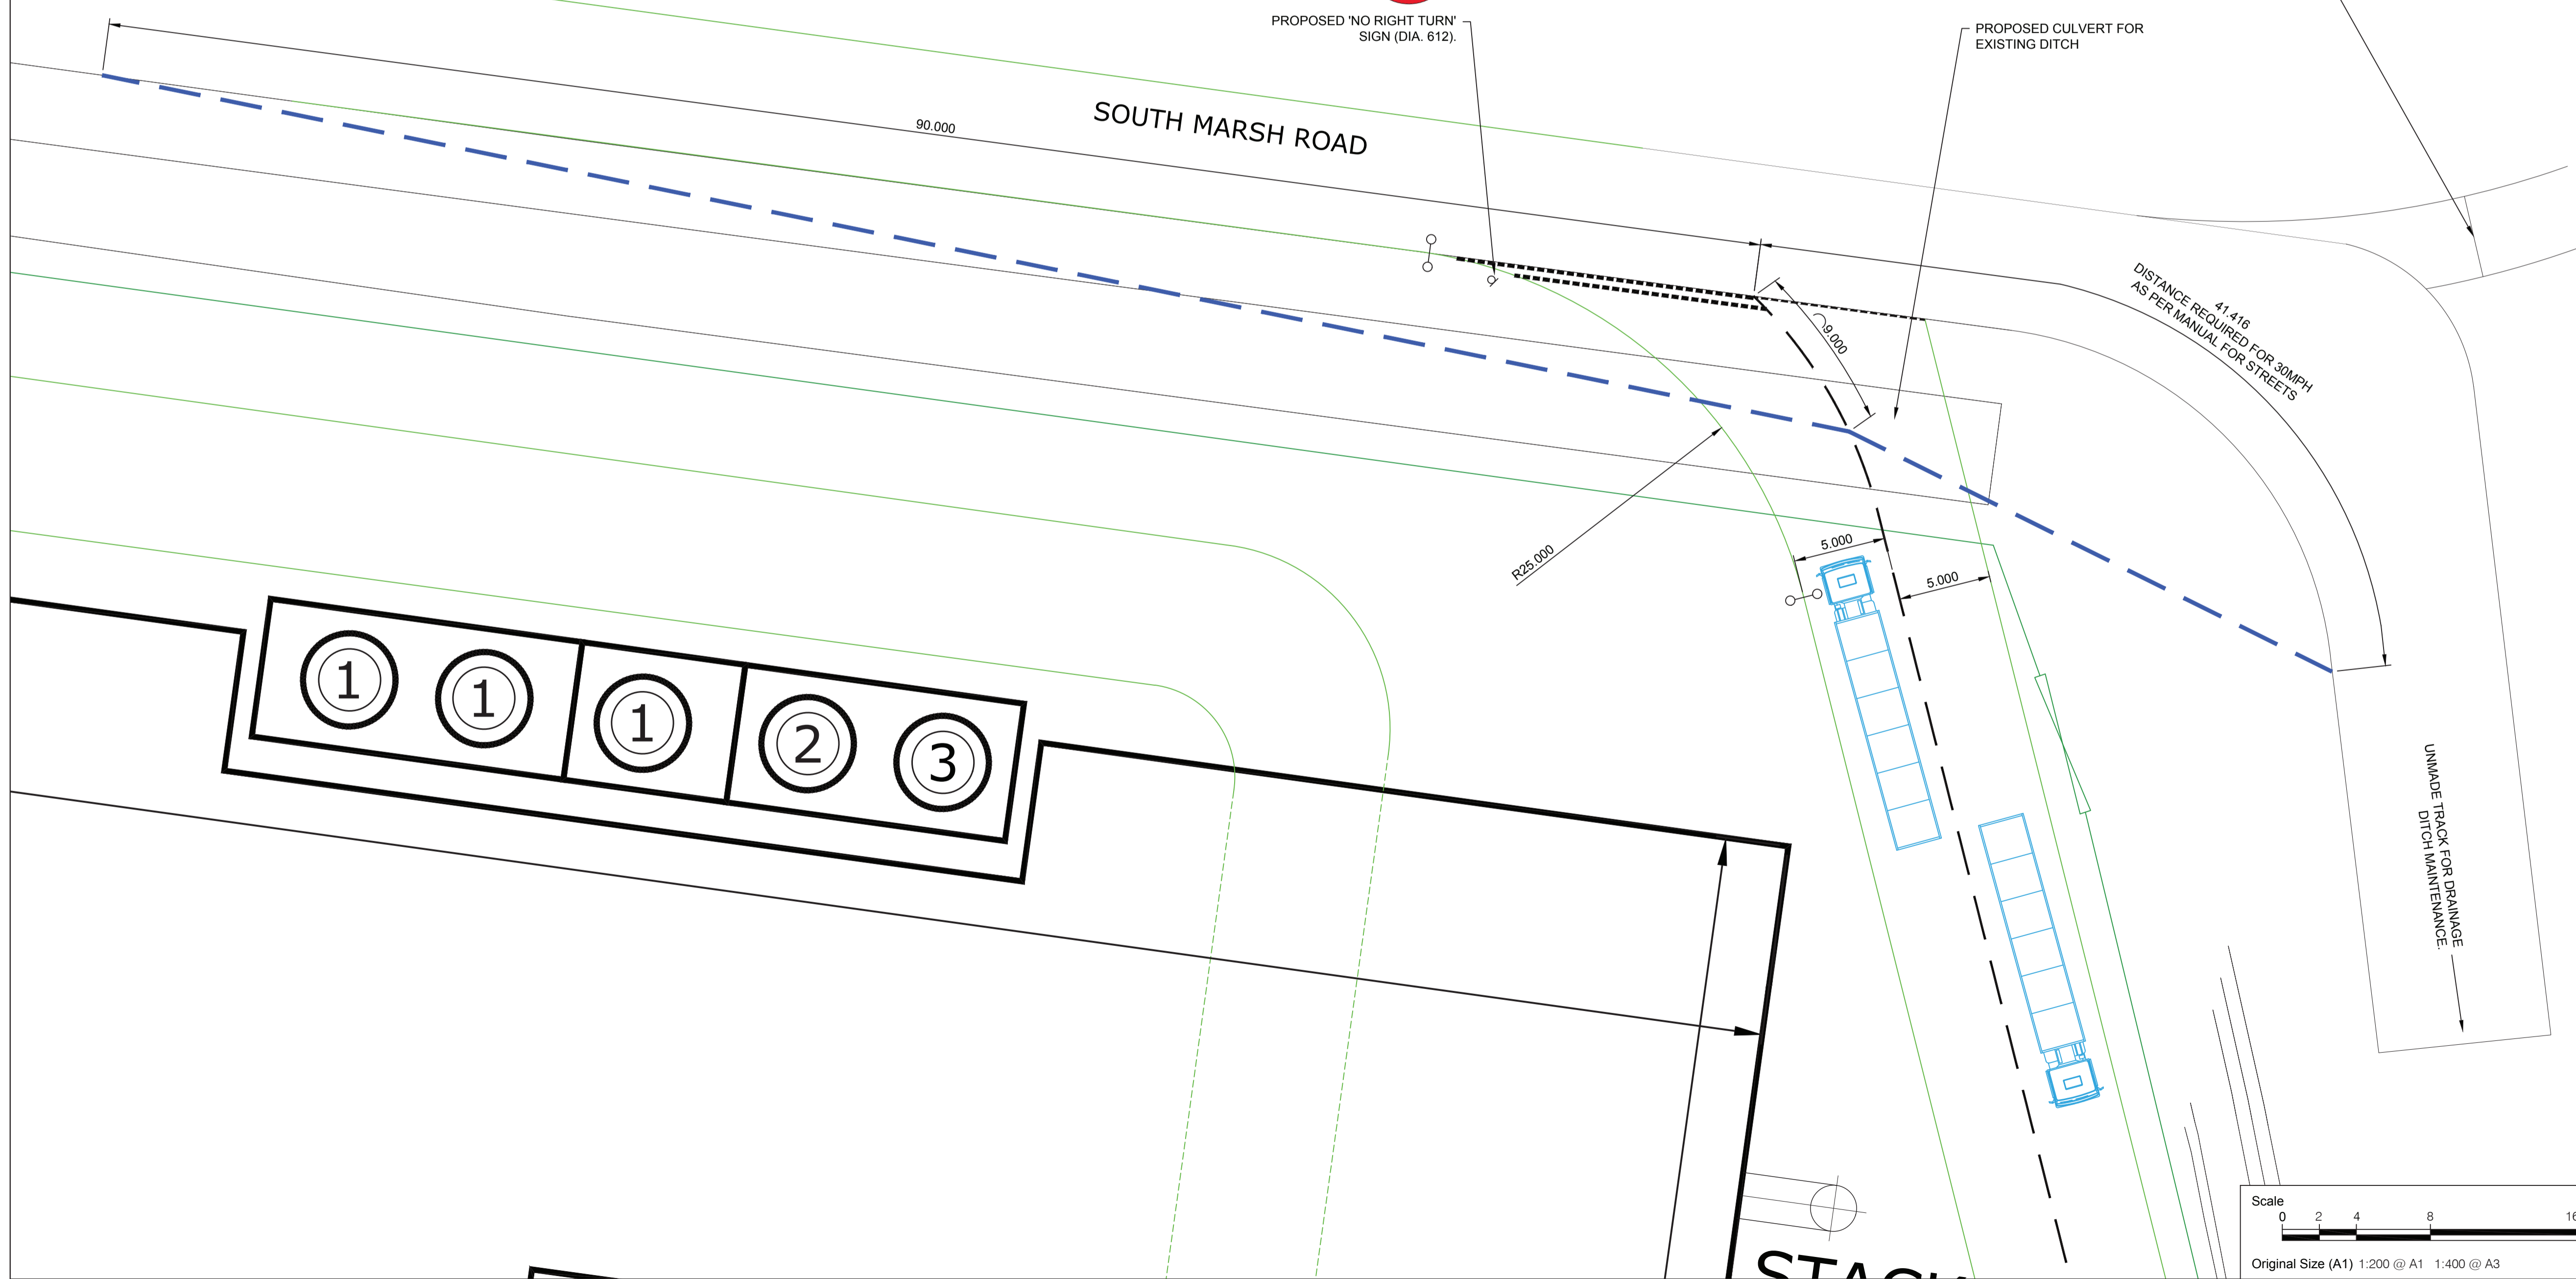 PROPOSED 'NO RIGHT TURN'
SIGN (DIA. 612).
PROPOSED CULVERT FOR
EXISTING DITCH
SOUTH MARSH ROAD
90.000
9.000
41.416
DISTANCE REQUIRED FOR 30MPH
AS PER MANUAL FOR STREETS
R25.000
5.000
5.000
1
1
1
2
3
UNMADE TRACK FOR DRAINAGE
DITCH MAINTENANCE.
STACK
Scale
0 2 4 8 16
Original Size (A1) 1:200 @ A1 1:400 @ A3